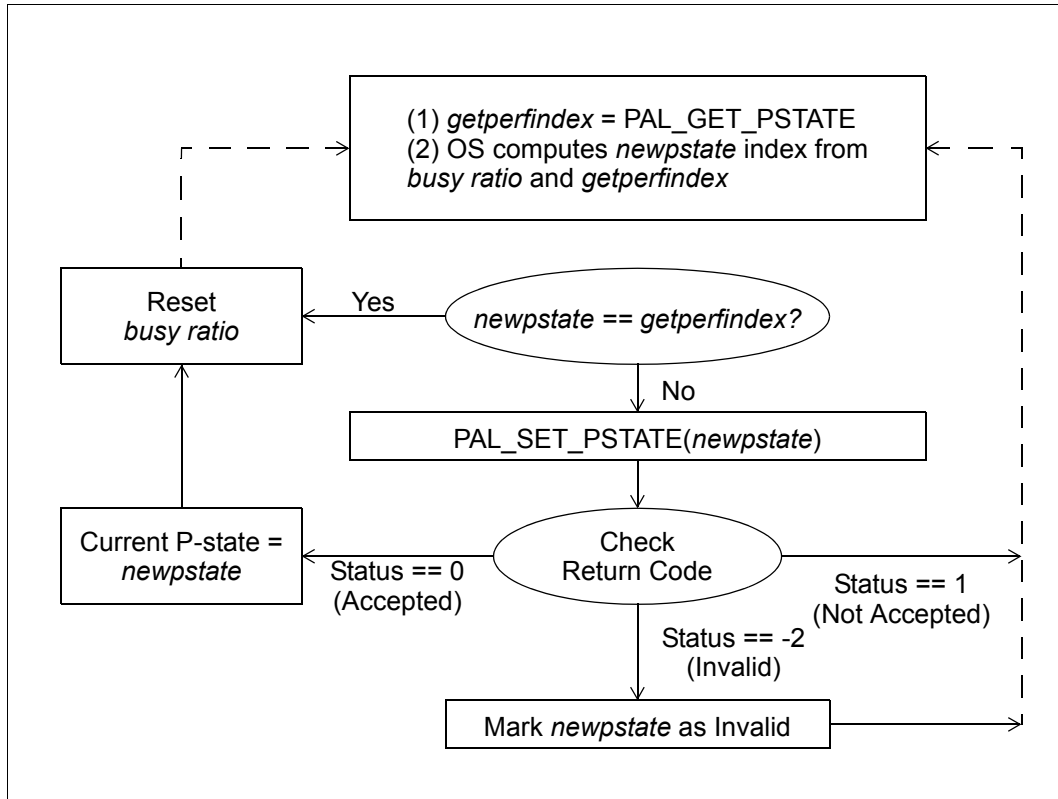 (1) getperfindex = PAL_GET_PSTATE
(2) OS computes newpstate index from
busy ratio and getperfindex
Reset
busy ratio
Yes
newpstate == getperfindex?
No
PAL_SET_PSTATE(newpstate)
Current P-state =
newpstate
Status == 0
(Accepted)
Check
Return Code
Status == 1
(Not Accepted)
Status == -2
(Invalid)
Mark newpstate as Invalid